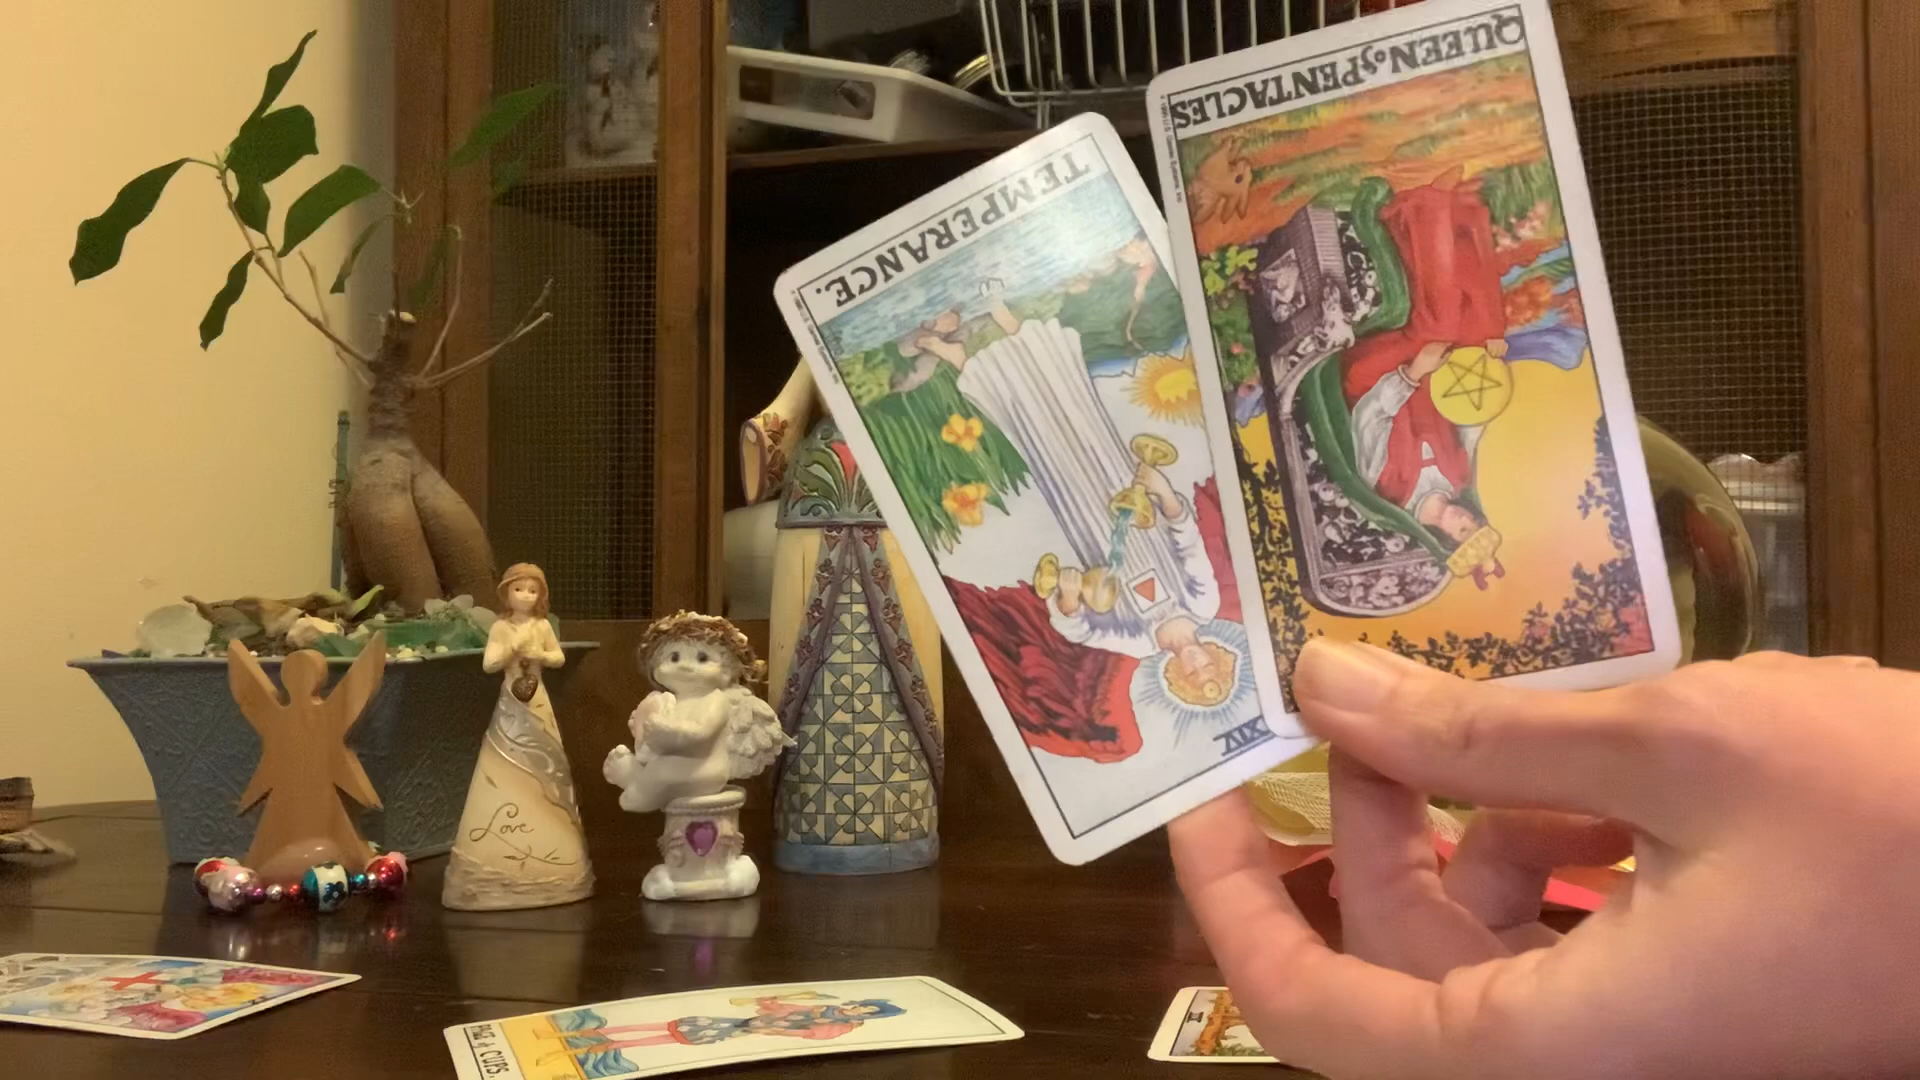 QUEEN of PENTACLES
TEMPERANCE.
XIV
Love
PAGE of CUPS.